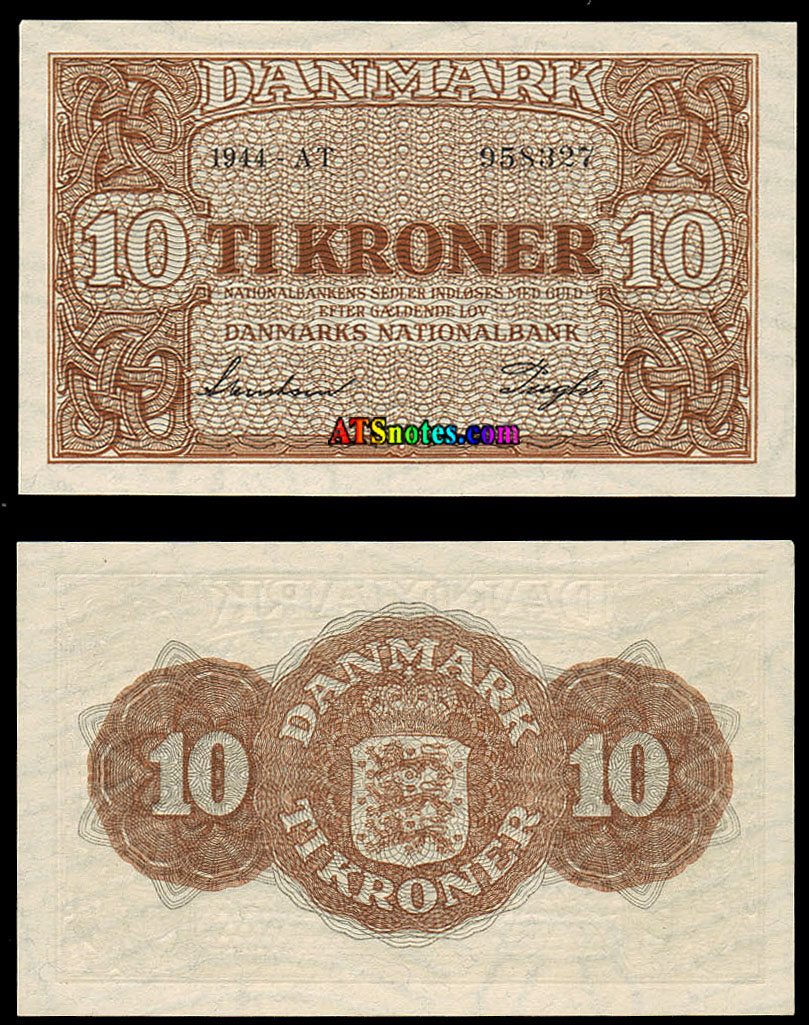 DANMARK
1944 - AT 958327
10 TI KRONER 10
NATIONALBANKENS SEDLER INDLØSES MED GULD
EFTER GÆLDENDE LOV
DANMARKS NATIONALBANK
ATSnotes.com
DANMARK
10 10
TI KRONER